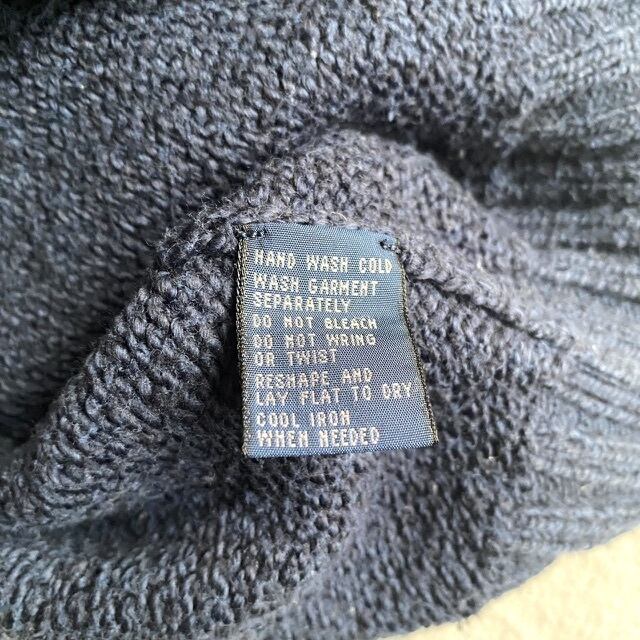 HAND WASH COLD
WASH GARMENT
SEPARATELY
DO NOT BLEACH
DO NOT WRING
OR TWIST
RESHAPE AND
LAY FLAT TO DRY
COOL IRON
WHEN NEEDED